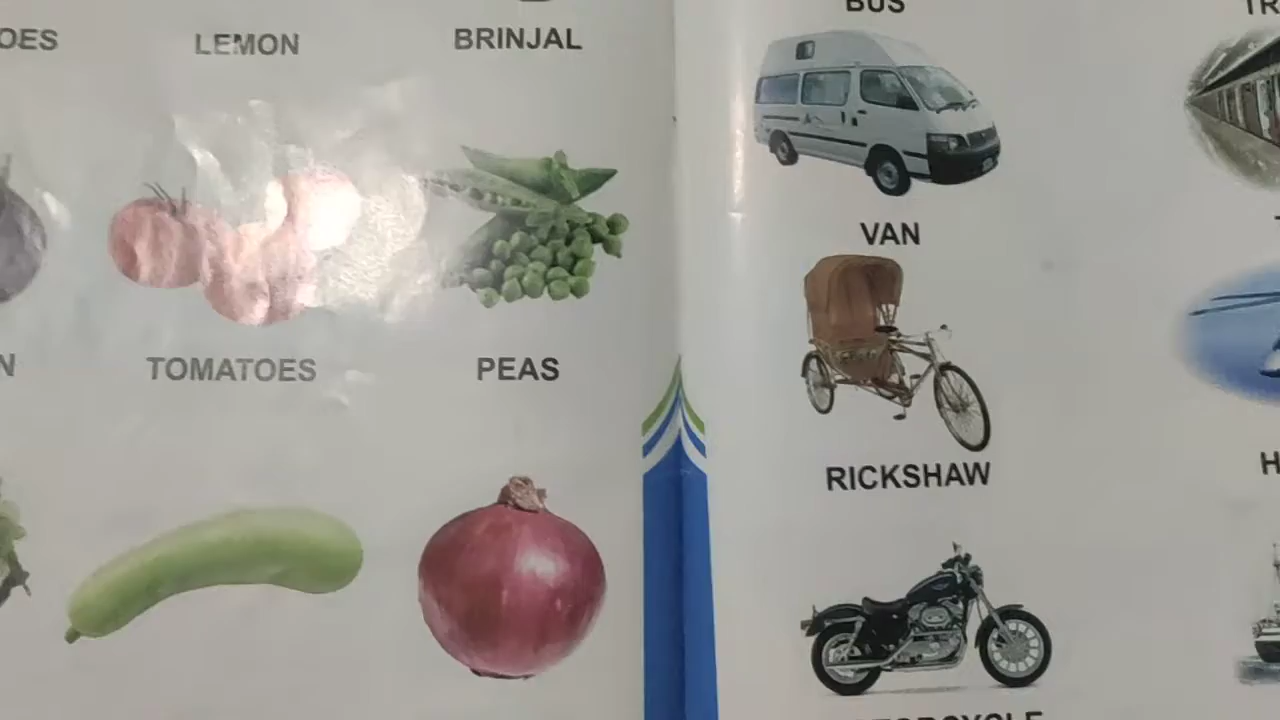 LEMON
BRINJAL
TOMATOES
PEAS
BUS
VAN
RICKSHAW